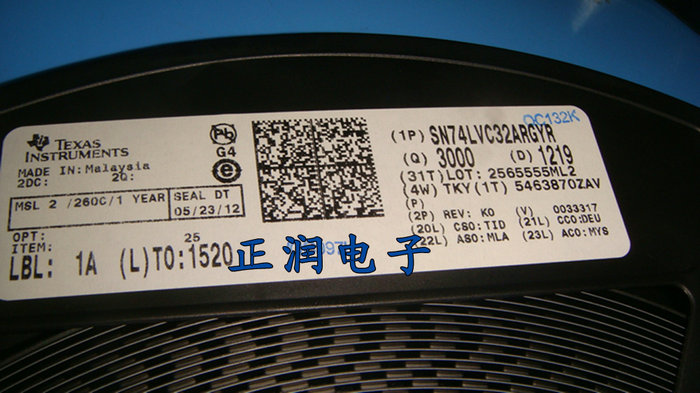 TEXAS
INSTRUMENTS
MADE IN: Malaysia
2DC: 2Q:
MSL 2 /260C/1 YEAR
SEAL DT
05/23/12
OPT:
ITEM: 25
LBL: 1A (L)TO:1520
Pb
G4
e
QC132K
(1P) SN74LVC32ARGYR
(Q) 3000 (D) 1219
(31T)LOT: 2565555ML2
(4W) TKY(1T) 5463870ZAV
(P)
(2P) REV: K0 (V) 0033317
(20L) CSO:TID (21L) CCO:DEU
(22L) ASO:MLA (23L) ACO:MYS
正润电子